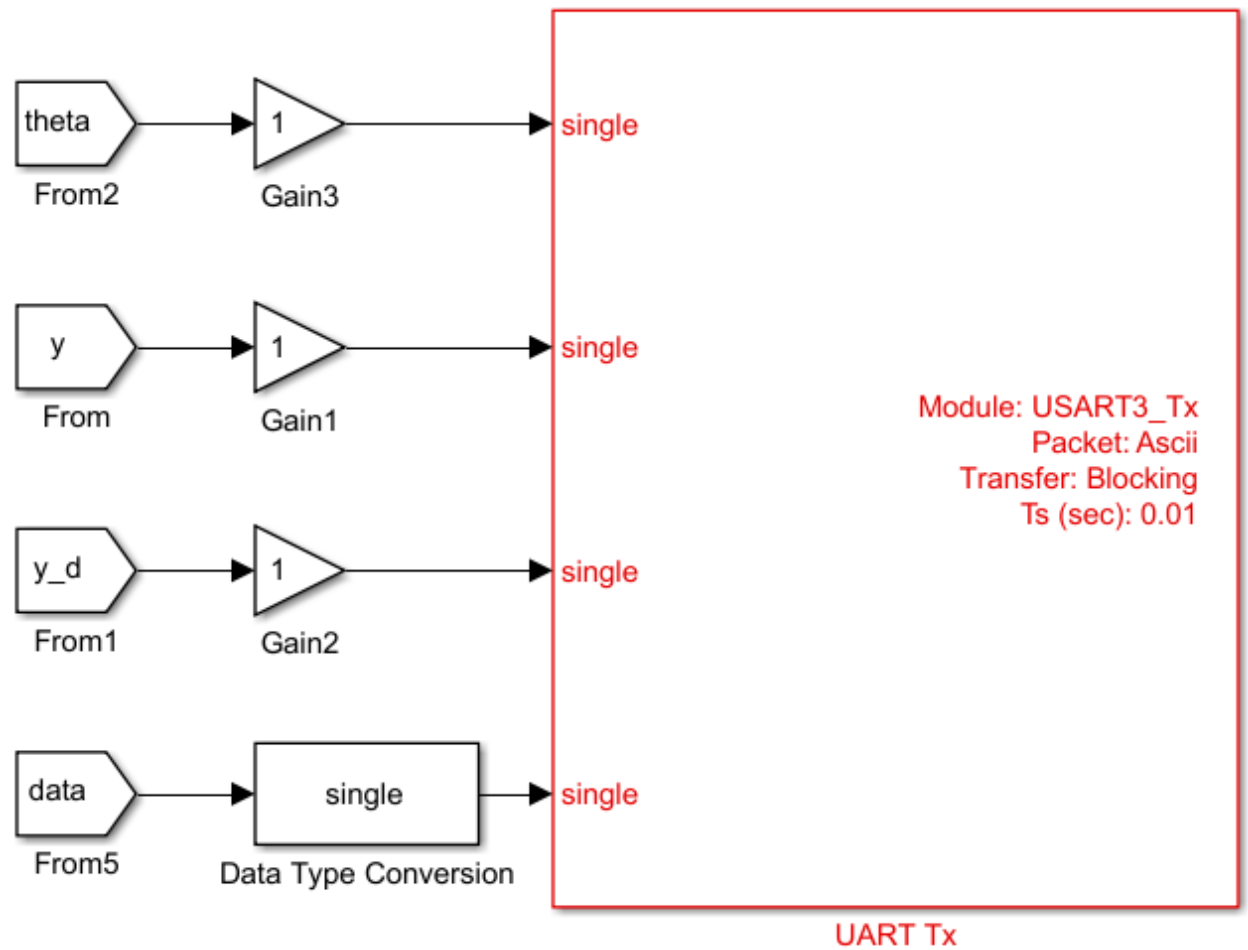 theta
1
single
From2
Gain3
y
1
single
From
Gain1
Module: USART3_Tx
Packet: Ascii
Transfer: Blocking
Ts (sec): 0.01
y_d
1
single
From1
Gain2
data
single
single
From5
Data Type Conversion
UART Tx